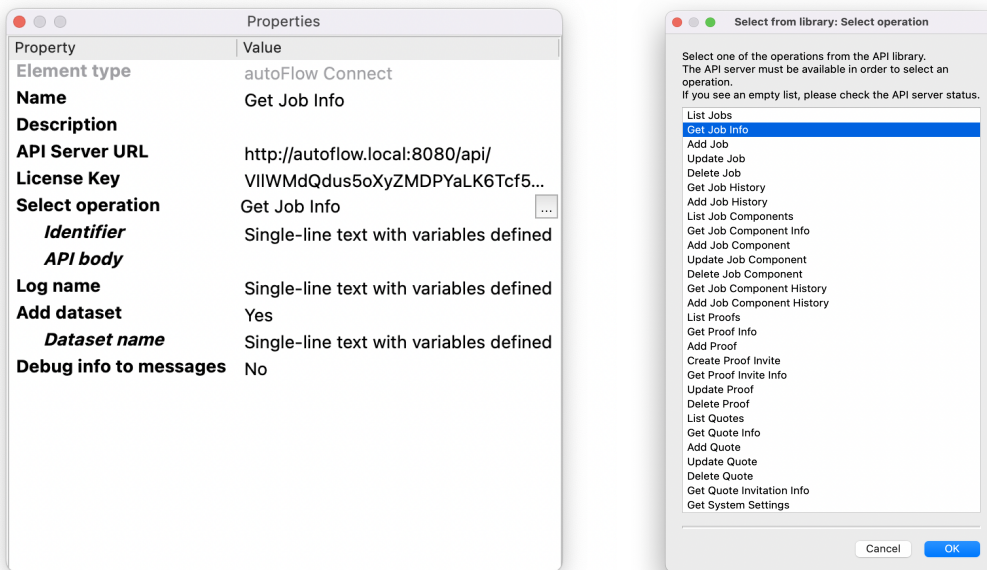 Properties
Property Value
Element type autoFlow Connect
Name Get Job Info
Description
API Server URL http://autoflow.local:8080/api/
License Key VIIWMdQdus5oXyZMDPYaLK6Tcf5...
Select operation Get Job Info ...
Identifier Single-line text with variables defined
API body
Log name Single-line text with variables defined
Add dataset Yes
Dataset name Single-line text with variables defined
Debug info to messages No
Select from library: Select operation
Select one of the operations from the API library.
The API server must be available in order to select an
operation.
If you see an empty list, please check the API server status.
List Jobs
Get Job Info
Add Job
Update Job
Delete Job
Get Job History
Add Job History
List Job Components
Get Job Component Info
Add Job Component
Update Job Component
Delete Job Component
Get Job Component History
Add Job Component History
List Proofs
Get Proof Info
Add Proof
Create Proof Invite
Get Proof Invite Info
Update Proof
Delete Proof
List Quotes
Get Quote Info
Add Quote
Update Quote
Delete Quote
Get Quote Invitation Info
Get System Settings
Cancel OK